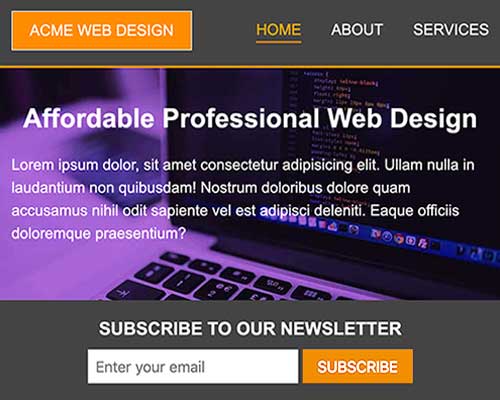 ACME WEB DESIGN
HOME ABOUT SERVICES
Affordable Professional Web Design
Lorem ipsum dolor, sit amet consectetur adipisicing elit. Ullam nulla in
laudantium non quibusdam! Nostrum doloribus dolore quam
accusamus nihil odit sapiente vel est adipisci deleniti. Eaque officiis
doloremque praesentium?
SUBSCRIBE TO OUR NEWSLETTER
Enter your email SUBSCRIBE